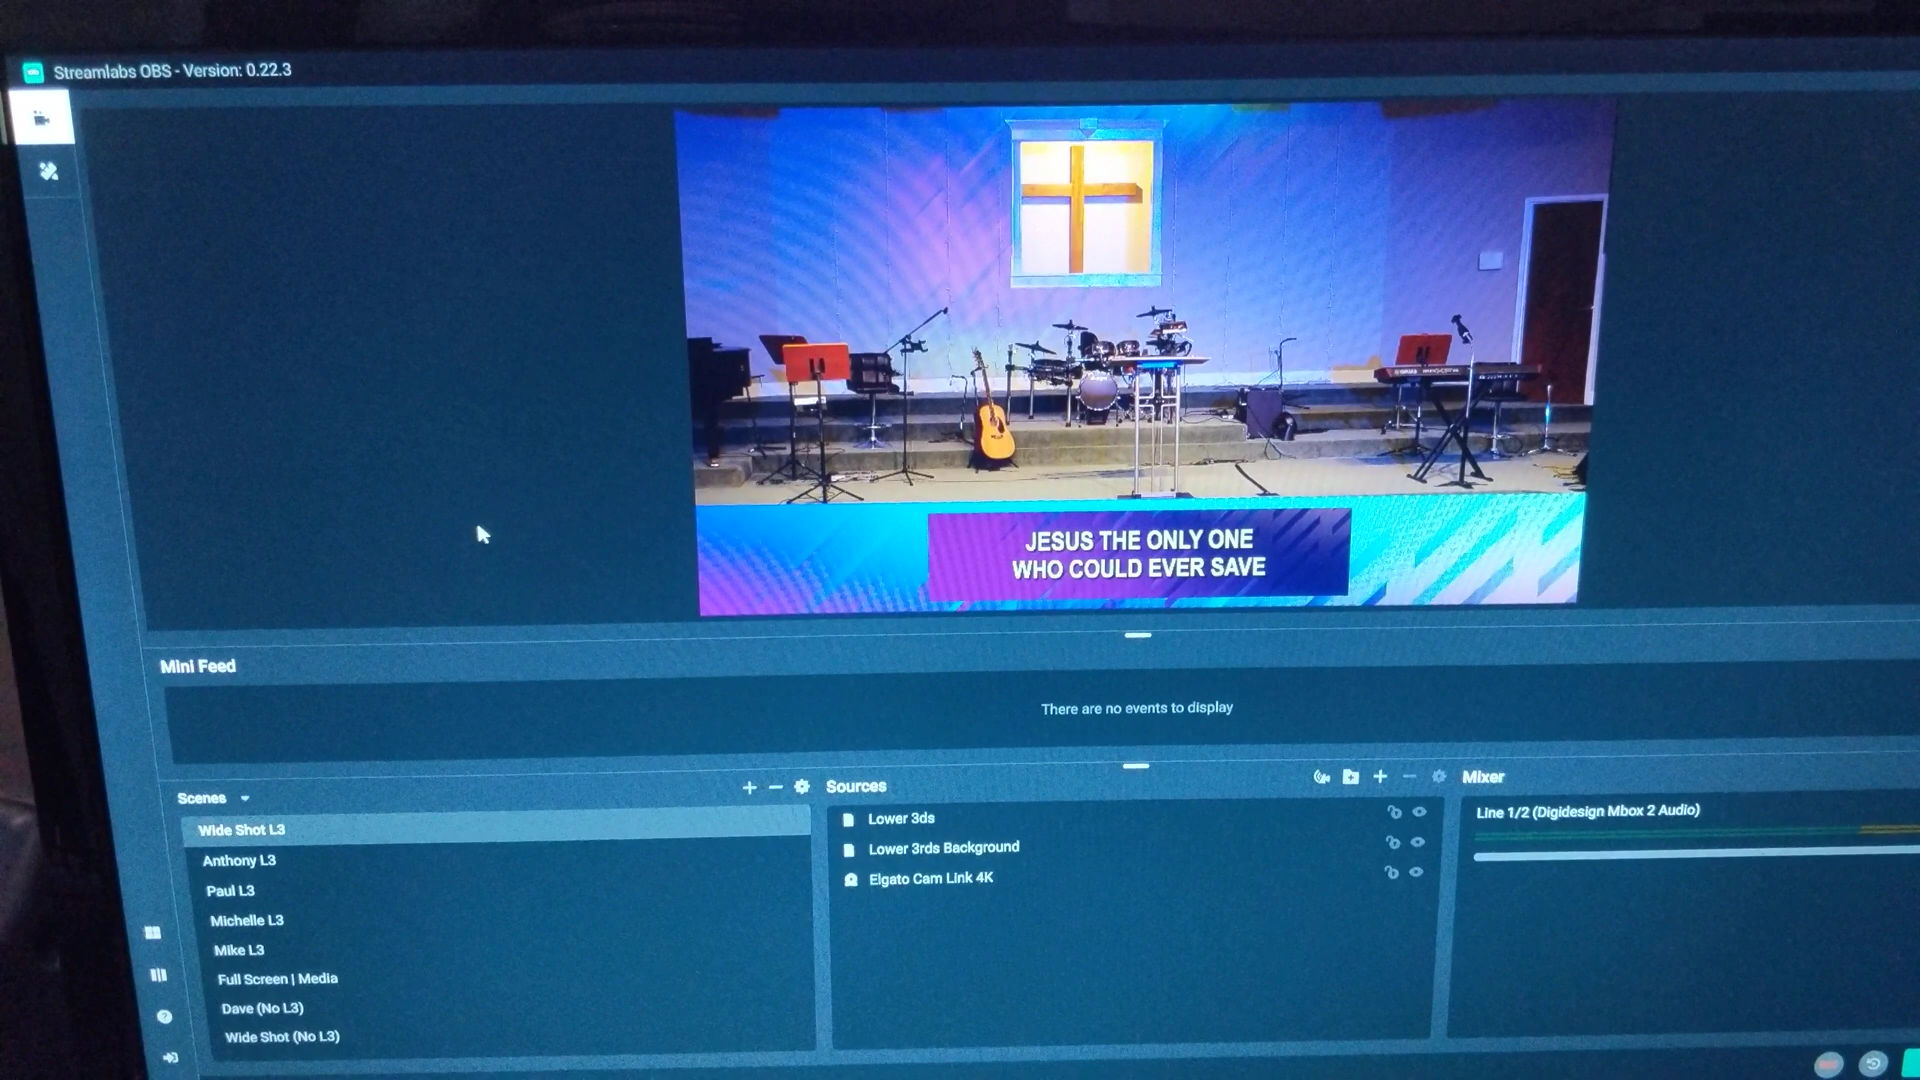 Streamlabs OBS - Version: 0.22.3
JESUS THE ONLY ONE
WHO COULD EVER SAVE
Mini Feed
There are no events to display
Scenes
Wide Shot L3
Anthony L3
Paul L3
Michelle L3
Mike L3
Full Screen | Media
Dave (No L3)
Wide Shot (No L3)
Sources
Lower 3ds
Lower 3rds Background
Elgato Cam Link 4K
Mixer
Line 1/2 (Digidesign Mbox 2 Audio)